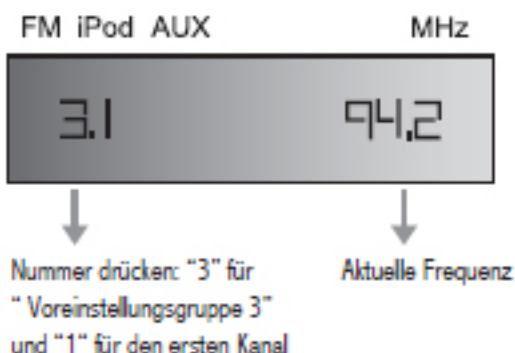 FM iPod AUX MHz
3.1 94.2
Nummer drücken: "3" für
" Voreinstellungsgruppe 3"
und "1" für den ersten Kanal
Aktuelle Frequenz